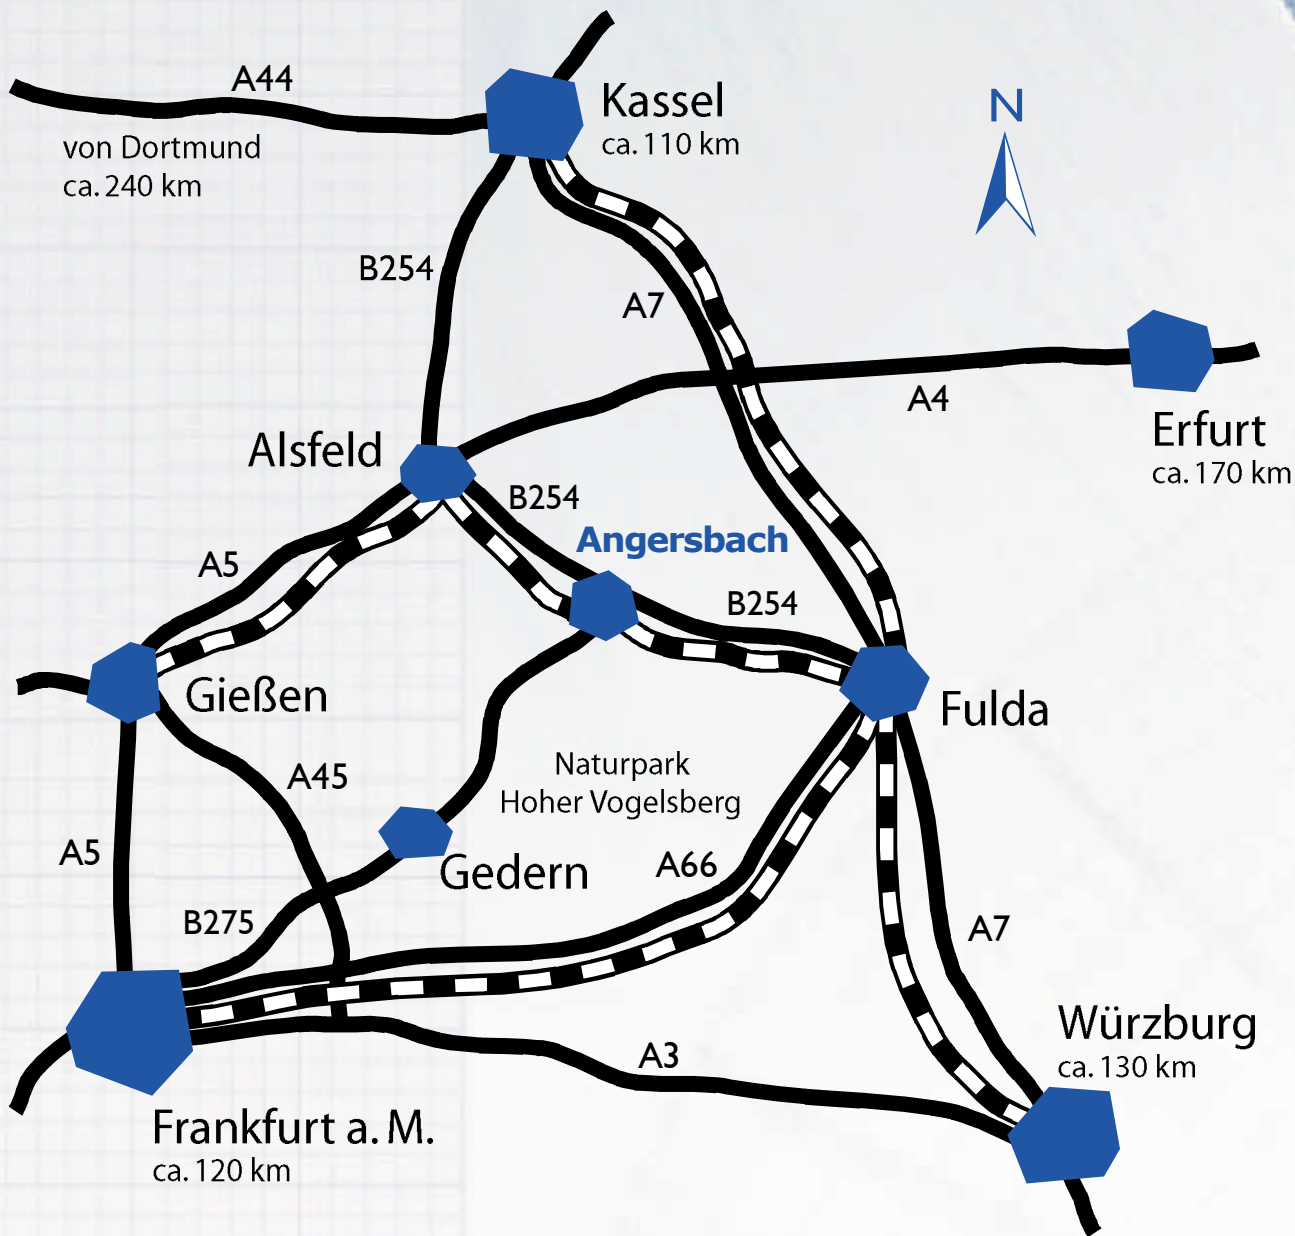 A44
von Dortmund
ca. 240 km
Kassel
ca. 110 km
N
B254
A7
A4
Erfurt
ca. 170 km
Alsfeld
B254
Angersbach
A5
B254
Gießen
Fulda
A45
Naturpark
Hoher Vogelsberg
A5
Gedern
A66
B275
A7
Würzburg
ca. 130 km
A3
Frankfurt a. M.
ca. 120 km